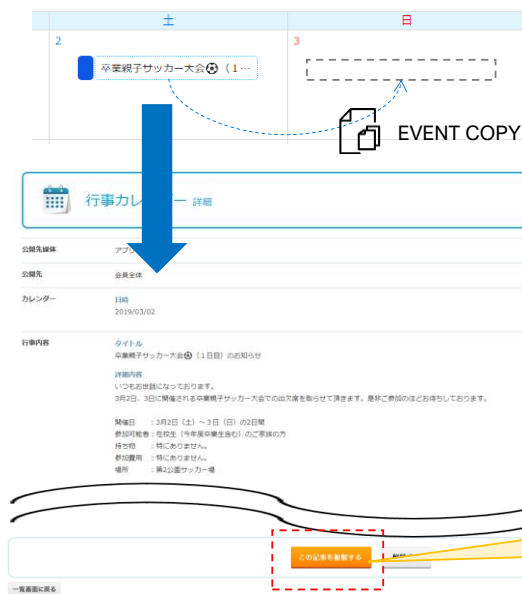 土
日
2
3
卒業親子サッカー大会⚽（1…
EVENT COPY
行事カレ ー 詳細
公開先媒体
アプ
公開先
会員全体
カレンダー
日時
2019/03/02
行事内容
タイトル
卒業親子サッカー大会⚽（1日目）のお知らせ
詳細内容
いつもお世話になっております。
3月2日、3日に開催される卒業親子サッカー大会での出欠席を取らせて頂きます。是非ご参加のほどお待ちしております。
開催日　：3月2日（土）～3日（日）の2日間
参加可能者：在校生（今年度卒業生含む）のご家族の方
持ち物　：特にありません。
参加費用　：特にありません。
場所　：第2公園サッカー場
この記事を複製する
一覧画面に戻る